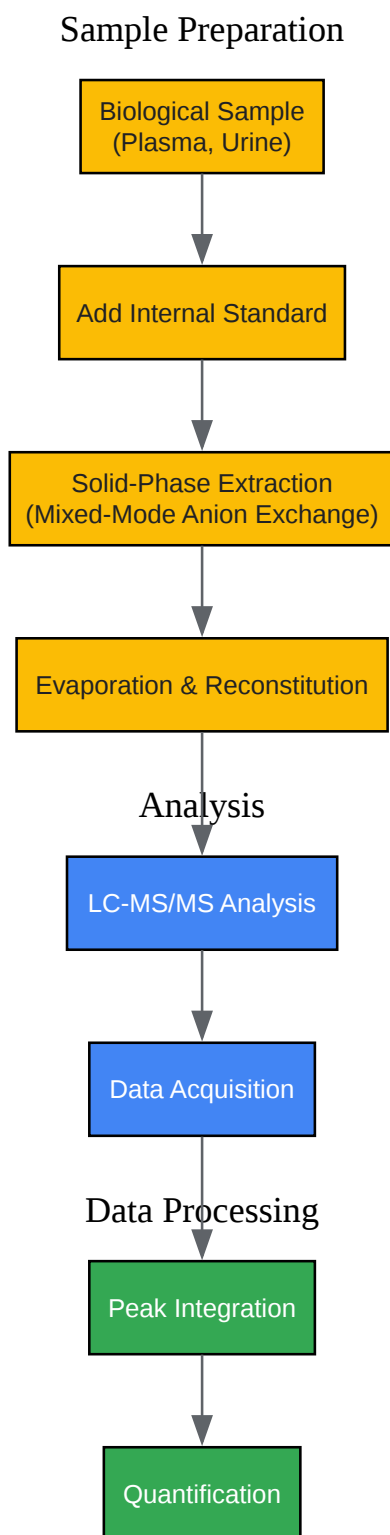 Sample Preparation
Biological Sample
(Plasma, Urine)
Add Internal Standard
Solid-Phase Extraction
(Mixed-Mode Anion Exchange)
Evaporation & Reconstitution
Analysis
LC-MS/MS Analysis
Data Acquisition
Data Processing
Peak Integration
Quantification